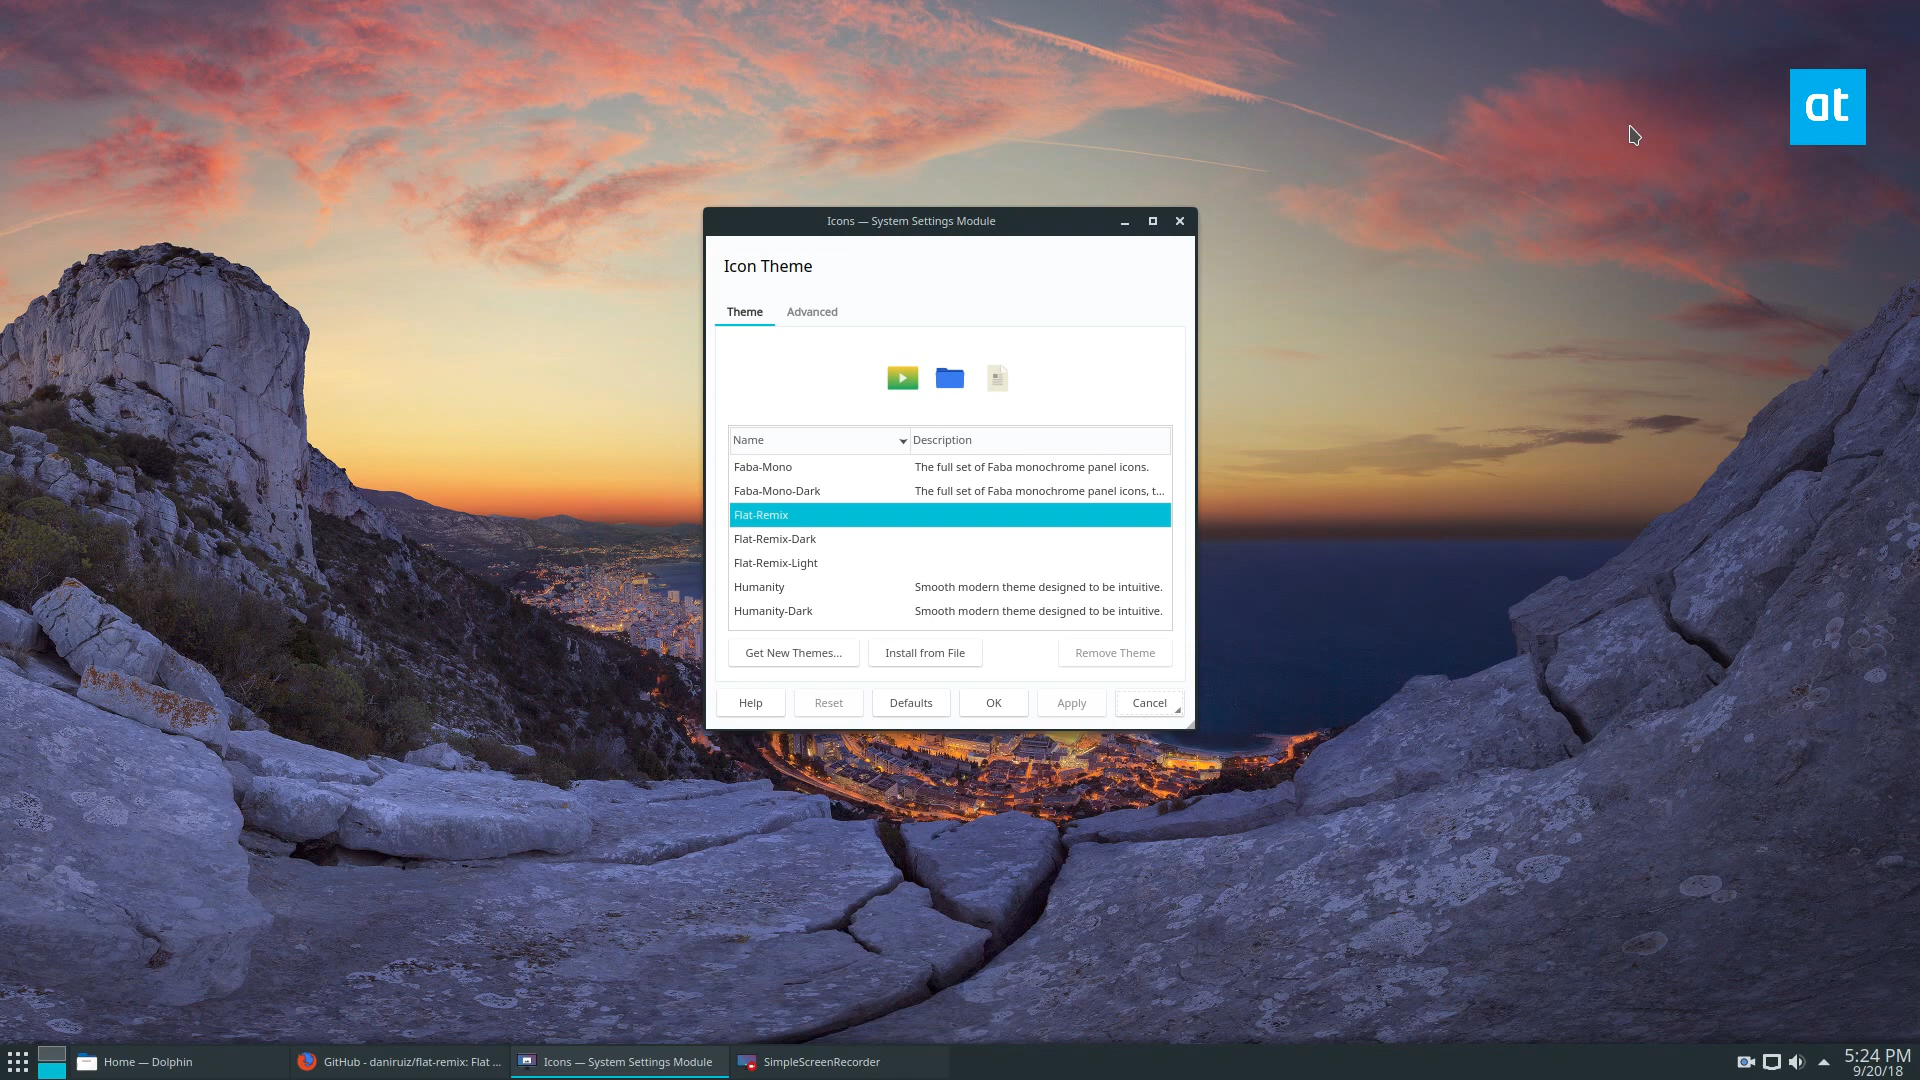 at
Icons — System Settings Module
Icon Theme
Theme Advanced
Name Description
Faba-Mono The full set of Faba monochrome panel icons.
Faba-Mono-Dark The full set of Faba monochrome panel icons, t...
Flat-Remix
Flat-Remix-Dark
Flat-Remix-Light
Humanity Smooth modern theme designed to be intuitive.
Humanity-Dark Smooth modern theme designed to be intuitive.
Get New Themes... Install from File Remove Theme
Help Reset Defaults OK Apply Cancel
Home — Dolphin GitHub - daniruiz/flat-remix: Flat ... Icons — System Settings Module SimpleScreenRecorder 5:24 PM
9/20/18